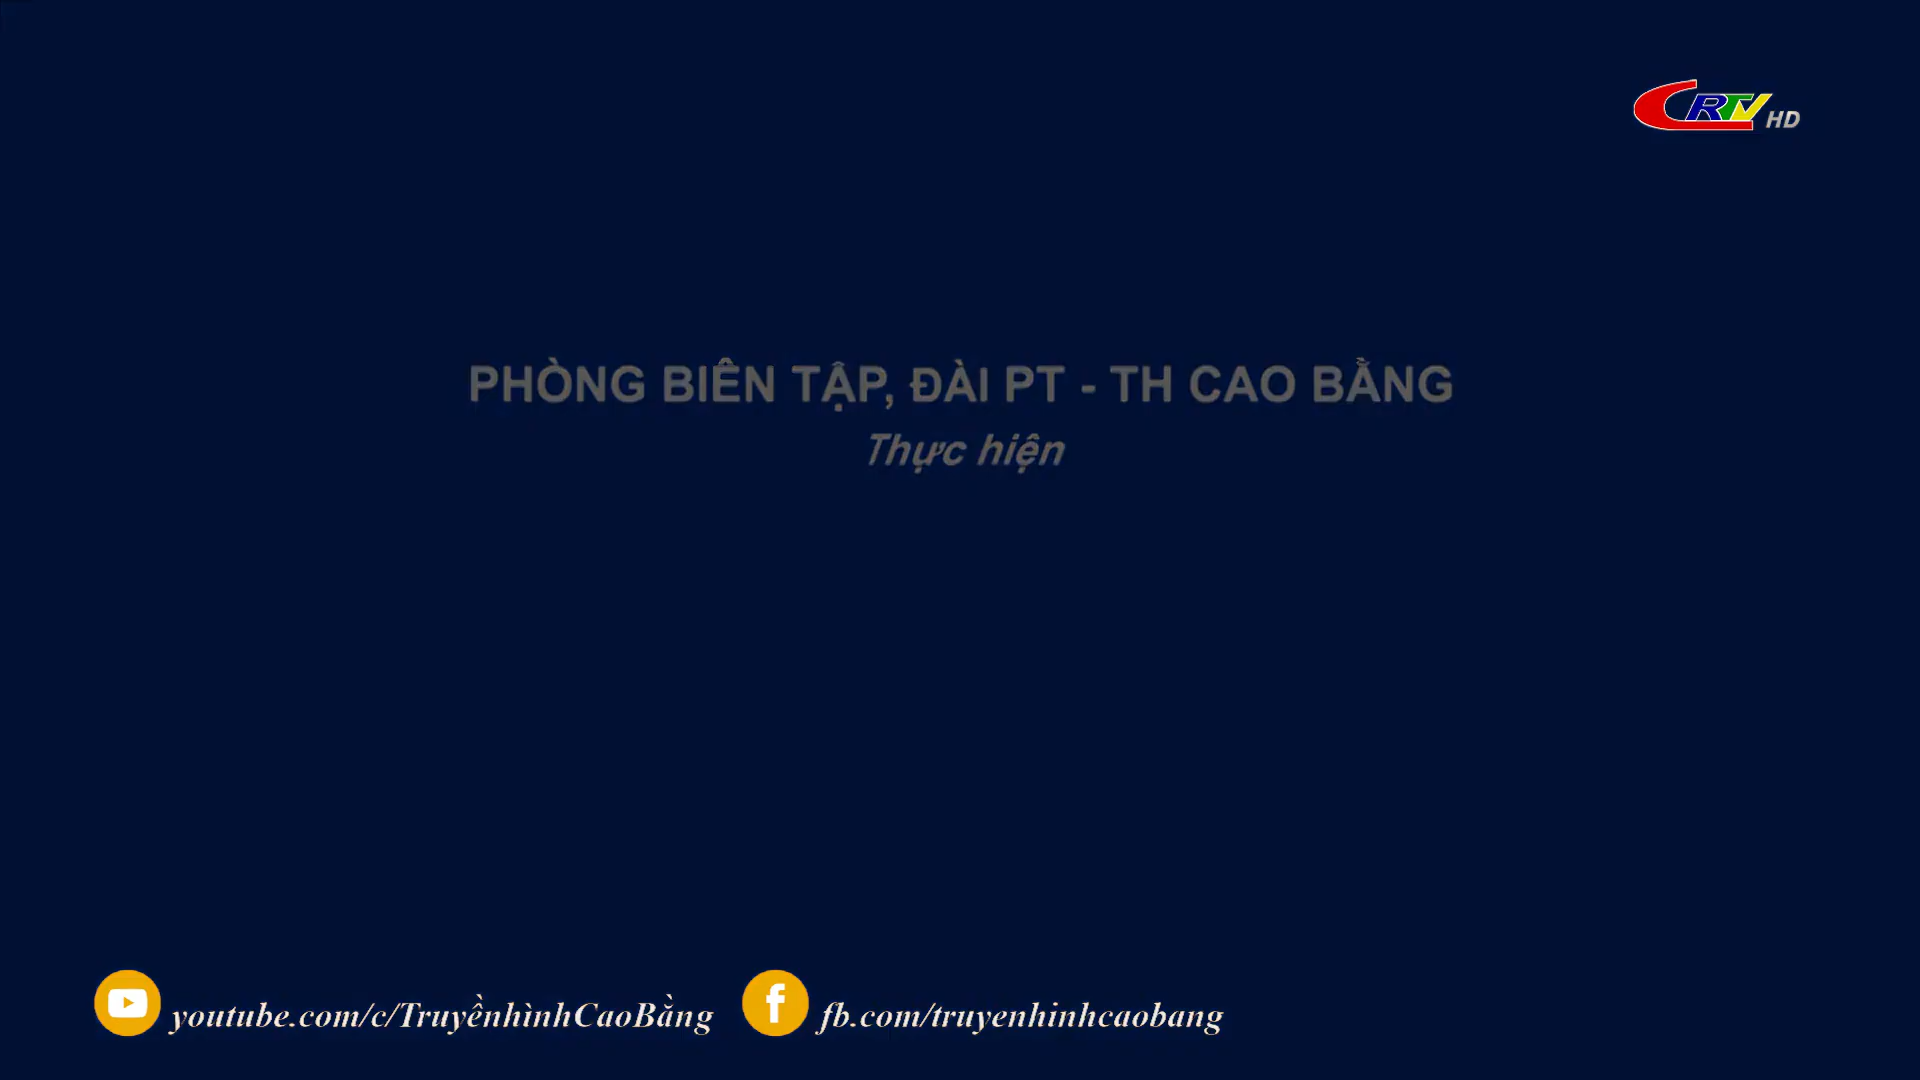 CRTV HD
PHÒNG BIÊN TẬP, ĐÀI PT - TH CAO BẰNG
Thực hiện
youtube.com/c/TruyềnhìnhCaoBằng
fb.com/truyenhinhcaobang